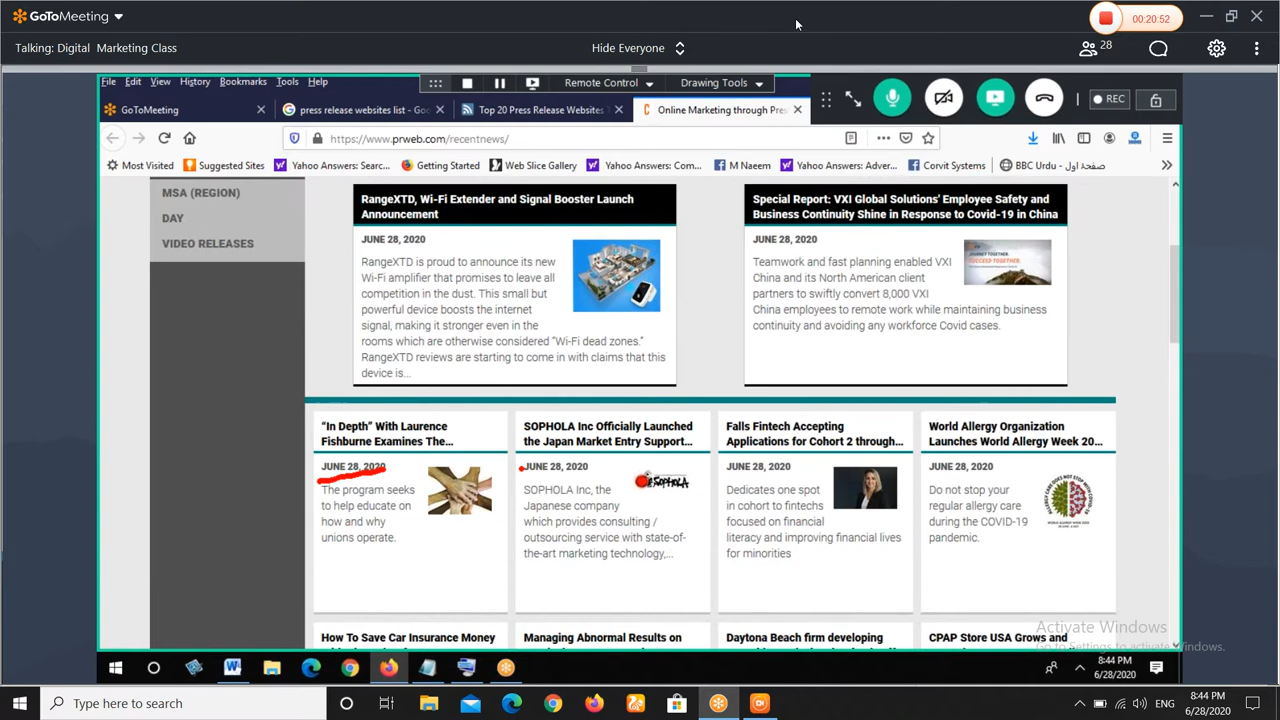 GoToMeeting
00:20:52
Talking: Digital Marketing Class
Hide Everyone
28
File Edit View History Bookmarks Tools Help
Remote Control
Drawing Tools
GoToMeeting
press release websites list - Go
Top 20 Press Release Websites
Online Marketing through Pres
REC
https://www.prweb.com/recentnews/
Most Visited
Suggested Sites
Yahoo Answers: Searc...
Getting Started
Web Slice Gallery
Yahoo Answers: Com...
M Naeem
Yahoo Answers: Adver...
Corvit Systems
صفحۂ اول - BBC Urdu
MSA (REGION)
DAY
VIDEO RELEASES
RangeXTD, Wi-Fi Extender and Signal Booster Launch
Announcement
JUNE 28, 2020
RangeXTD is proud to announce its new
Wi-Fi amplifier that promises to leave all
competition in the dust. This small but
powerful device boosts the internet
signal, making it stronger even in the
rooms which are otherwise considered “Wi-Fi dead zones.”
RangeXTD reviews are starting to come in with claims that this
device is...
Special Report: VXI Global Solutions' Employee Safety and
Business Continuity Shine in Response to Covid-19 in China
JUNE 28, 2020
JOURNEY TOGETHER.
SUCCEED TOGETHER.
Teamwork and fast planning enabled VXI
China and its North American client
partners to swiftly convert 8,000 VXI
China employees to remote work while maintaining business
continuity and avoiding any workforce Covid cases.
“In Depth” With Laurence
Fishburne Examines The...
JUNE 28, 2020
The program seeks
to help educate on
how and why
unions operate.
SOPHOLA Inc Officially Launched
the Japan Market Entry Support...
JUNE 28, 2020
SOPHOLA Inc, the
Japanese company
which provides consulting /
outsourcing service with state-of-
the-art marketing technology,...
Falls Fintech Accepting
Applications for Cohort 2 through...
JUNE 28, 2020
Dedicates one spot
in cohort to fintechs
focused on financial
literacy and improving financial lives
for minorities
World Allergy Organization
Launches World Allergy Week 20...
JUNE 28, 2020
Do not stop your
regular allergy care
during the COVID-19
pandemic.
How To Save Car Insurance Money
Managing Abnormal Results on
Daytona Beach firm developing
CPAP Store USA Grows and
Activate Windows
Go to Settings to activate Windows.
8:44 PM
6/28/2020
Type here to search
ENG
8:44 PM
6/28/2020